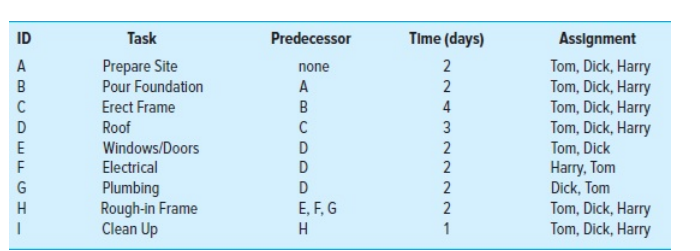 ID Task Predecessor Time (days) Assignment
A Prepare Site none 2 Tom, Dick, Harry
B Pour Foundation A 2 Tom, Dick, Harry
C Erect Frame B 4 Tom, Dick, Harry
D Roof C 3 Tom, Dick, Harry
E Windows/Doors D 2 Tom, Dick
F Electrical D 2 Harry, Tom
G Plumbing D 2 Dick, Tom
H Rough-in Frame E, F, G 2 Tom, Dick, Harry
I Clean Up H 1 Tom, Dick, Harry